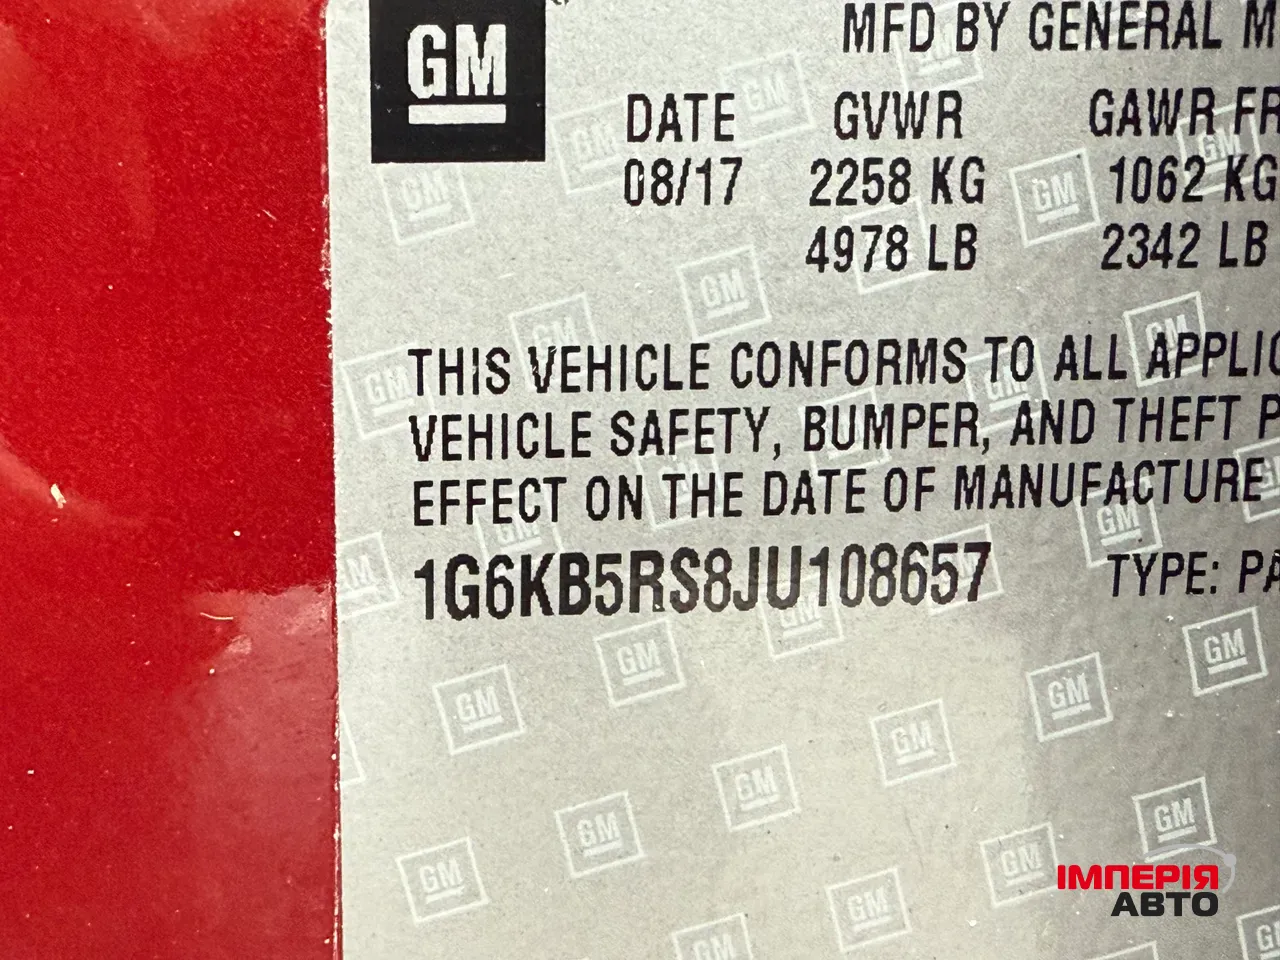 GM
MFD BY GENERAL M
DATE GVWR GAWR FR
08/17 2258 KG 1062 KG
4978 LB 2342 LB
THIS VEHICLE CONFORMS TO ALL APPLIC
VEHICLE SAFETY, BUMPER, AND THEFT P
EFFECT ON THE DATE OF MANUFACTURE
1G6KB5RS8JU108657 TYPE: PA
ІМПЕРІЯ
АВТО